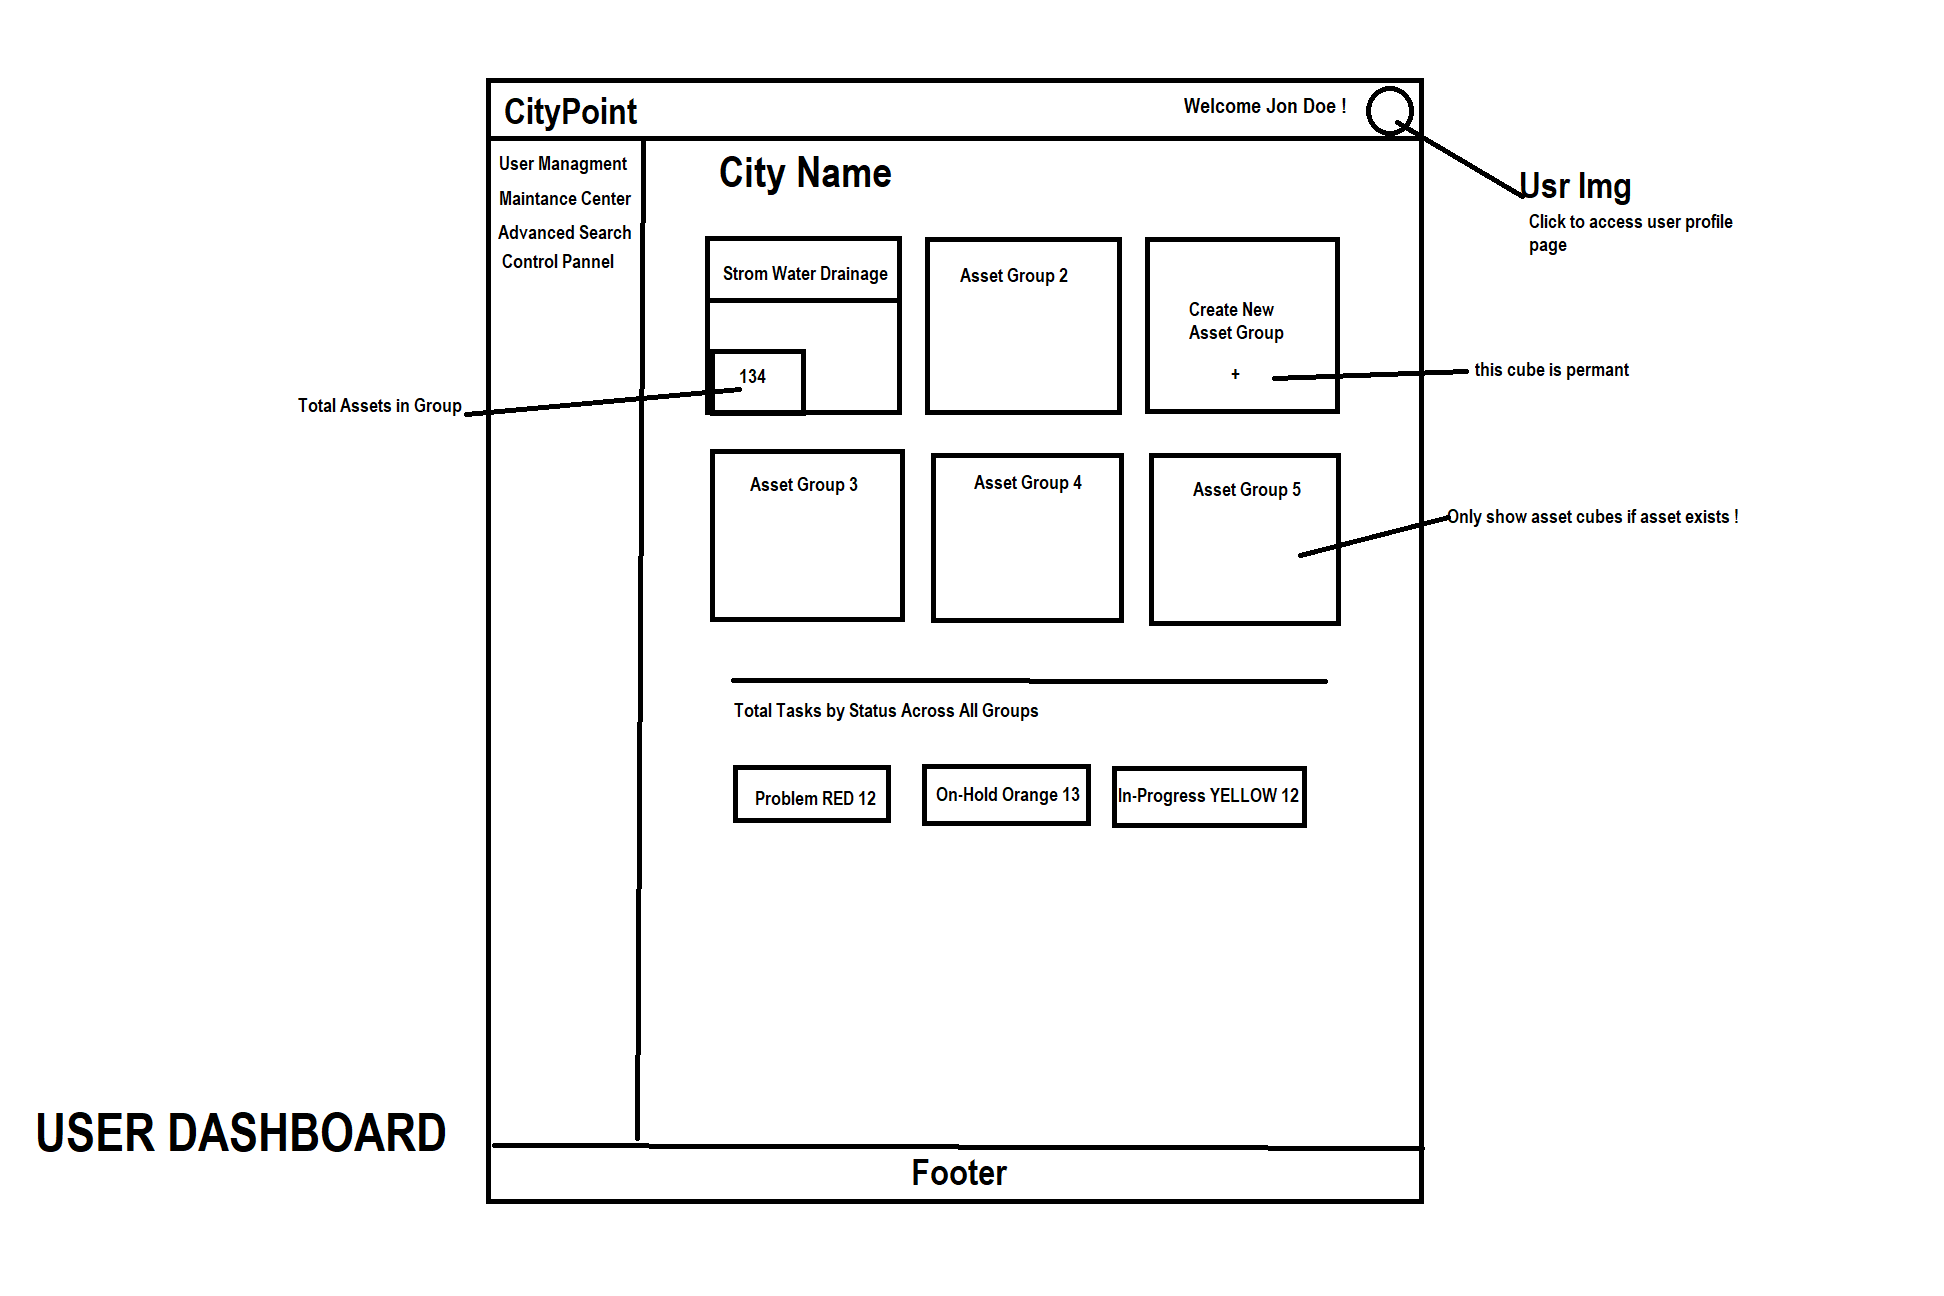 CityPoint
Welcome Jon Doe !
User Managment
Maintance Center
Advanced Search
Control Pannel
City Name
Usr Img
Click to access user profile
page
Strom Water Drainage
Asset Group 2
Create New
Asset Group
+
134
Total Assets in Group
this cube is permant
Asset Group 3
Asset Group 4
Asset Group 5
Only show asset cubes if asset exists !
Total Tasks by Status Across All Groups
Problem RED 12
On-Hold Orange 13
In-Progress YELLOW 12
USER DASHBOARD
Footer